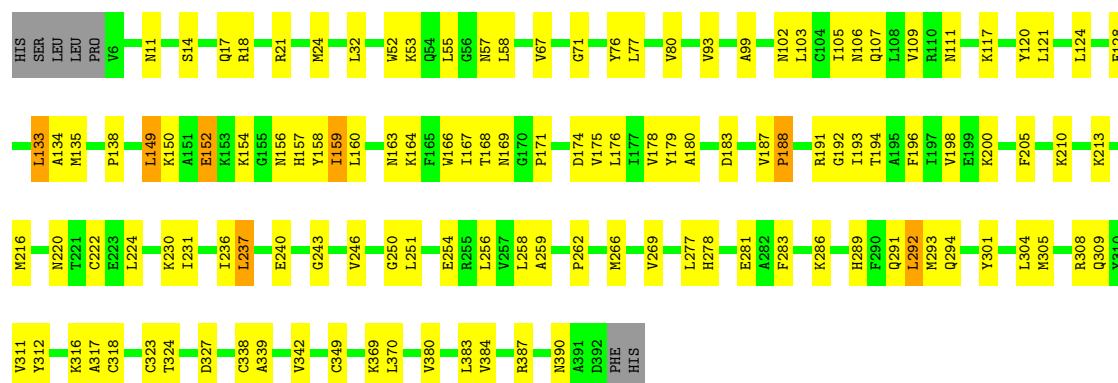 HIS SER LEU LEU PRO V6 N11 S14 Q17 R18 R21 M24 L32 W52 K53 Q54 L55 G56 N57 L58 V67 G71 Y76 L77 V80 V93 A99 N102 L103 C104 I105 N106 Q107 L108 V109 R110 N111 K117 Y120 L121 L124
L133 A134 M135 P138 L149 K150 A151 E152 K153 K154 G155 N156 H157 Y158 I159 L160 N163 K164 F165 W166 I167 T168 N169 G170 P171 D174 V175 L176 I177 V178 Y179 A180 D183 V187 P188 R191 G192 I193 T194 A195 F196 I197 V198 E199 K200 F205 K210 K213
M216 N220 T221 C222 E223 L224 K230 I231 I236 L237 E240 G243 V246 G250 L251 E254 R255 L256 V257 L258 A259 P262 M266 V269 L277 H278 E281 A282 F283 K286 H289 F290 Q291 L292 M293 Q294 Y301 L304 M305 R308 Q309
V311 Y312 K316 A317 C318 C323 T324 D327 C338 A339 V342 C349 K369 L370 V380 L383 V384 R387 N390 A391 D392 PHE HIS